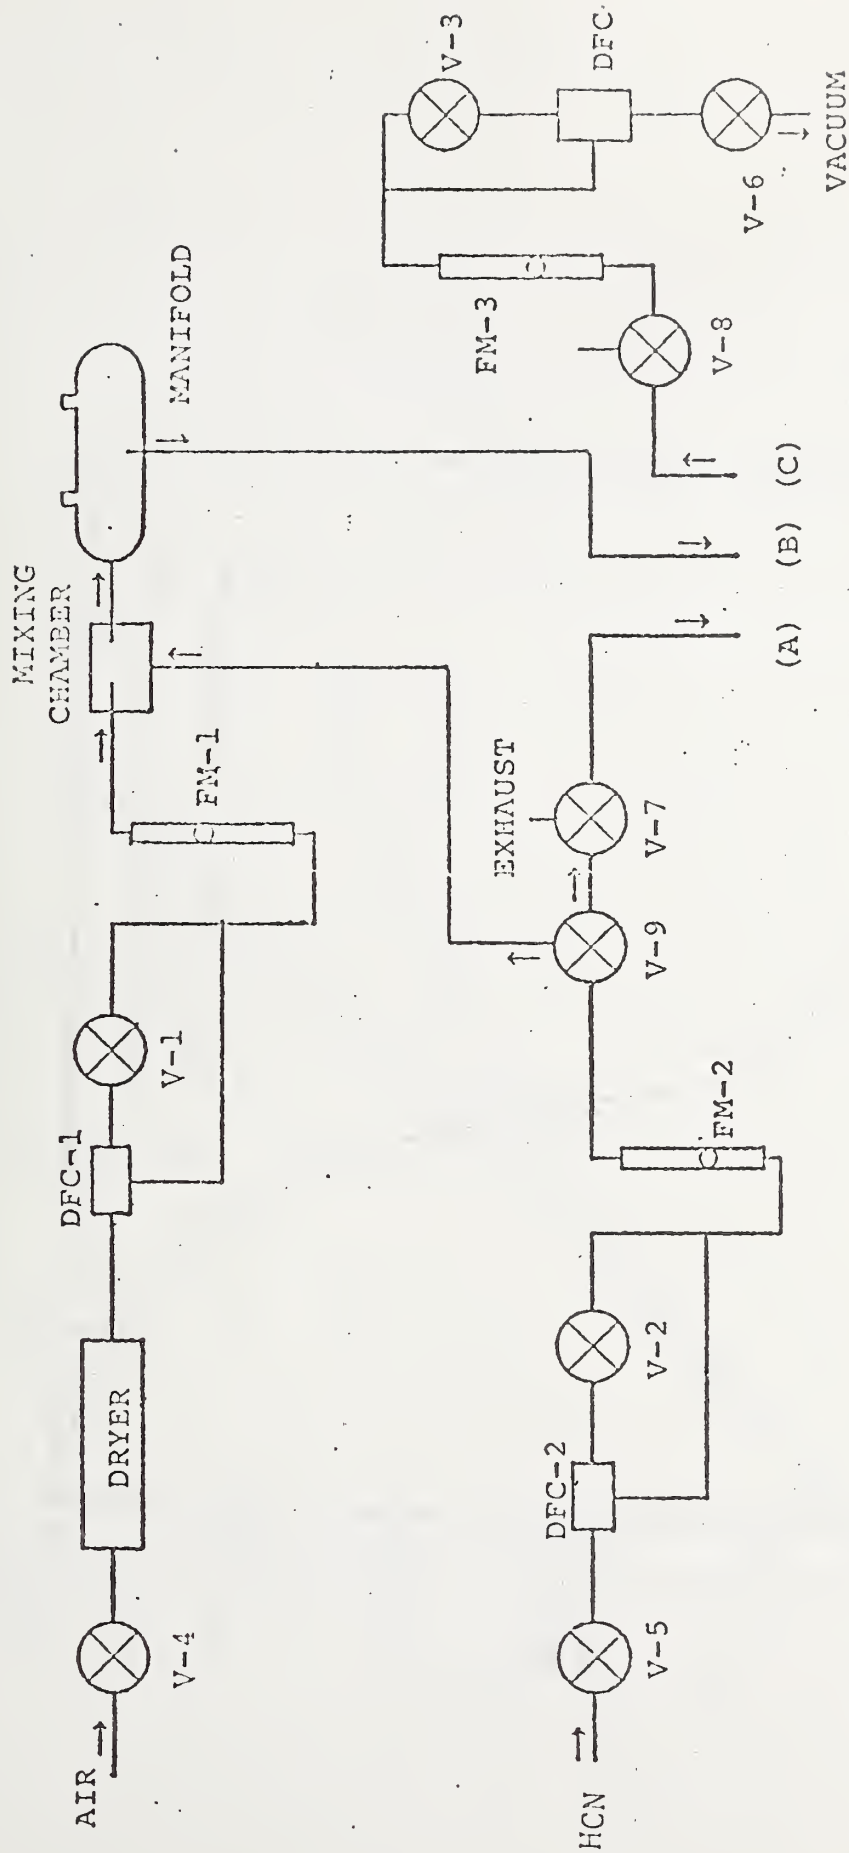 AIR
V-4
DRYER
DFC-1
V-1
FM-1
MIXING
CHAMBER
MANIFOLD
HCN
V-5
DFC-2
V-2
FM-2
V-9
EXHAUST
V-7
(A)
(B)
(C)
V-8
FM-3
V-3
DFC
V-6
VACUUM